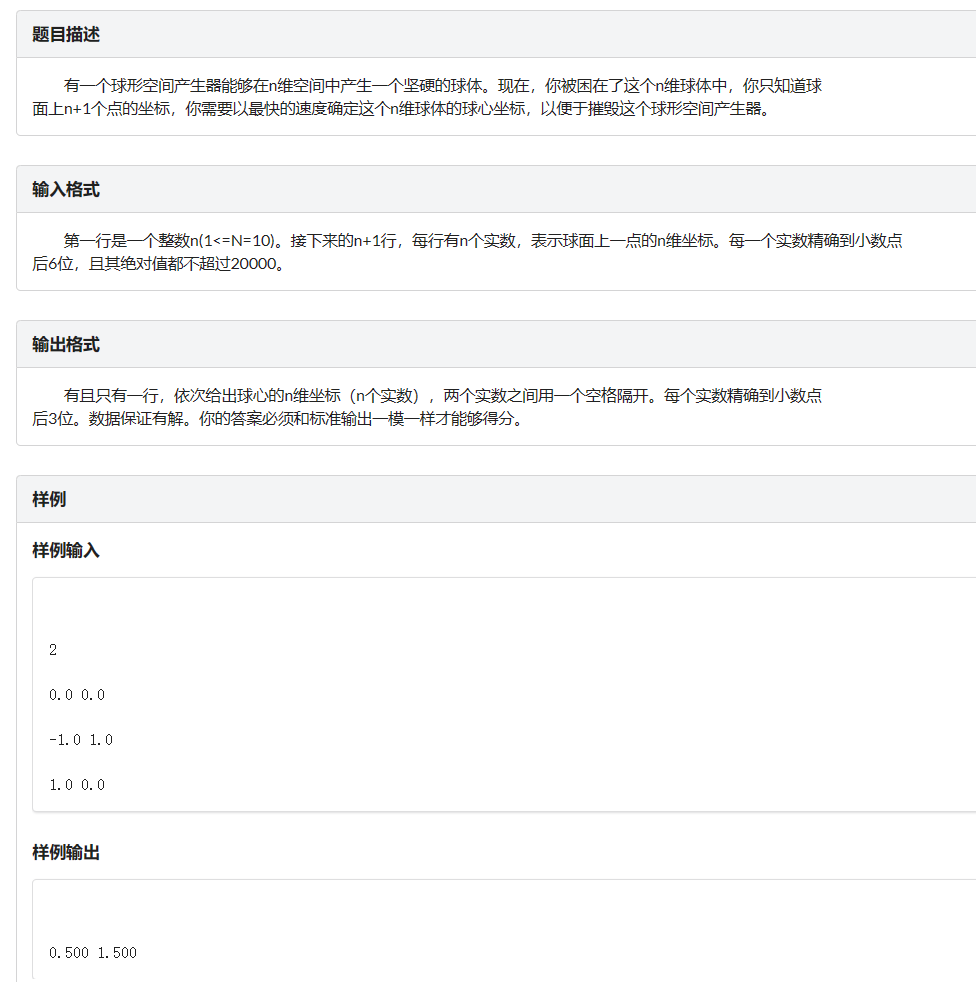 题目描述
有一个球形空间产生器能够在n维空间中产生一个坚硬的球体。现在，你被困在了这个n维球体中，你只知道球
面上n+1个点的坐标，你需要以最快的速度确定这个n维球体的球心坐标，以便于摧毁这个球形空间产生器。
输入格式
第一行是一个整数n(1<=N=10)。接下来的n+1行，每行有n个实数，表示球面上一点的n维坐标。每一个实数精确到小数点
后6位，且其绝对值都不超过20000。
输出格式
有且只有一行，依次给出球心的n维坐标（n个实数），两个实数之间用一个空格隔开。每个实数精确到小数点
后3位。数据保证有解。你的答案必须和标准输出一模一样才能够得分。
样例
样例输入
2
0.0 0.0
-1.0 1.0
1.0 0.0
样例输出
0.500 1.500